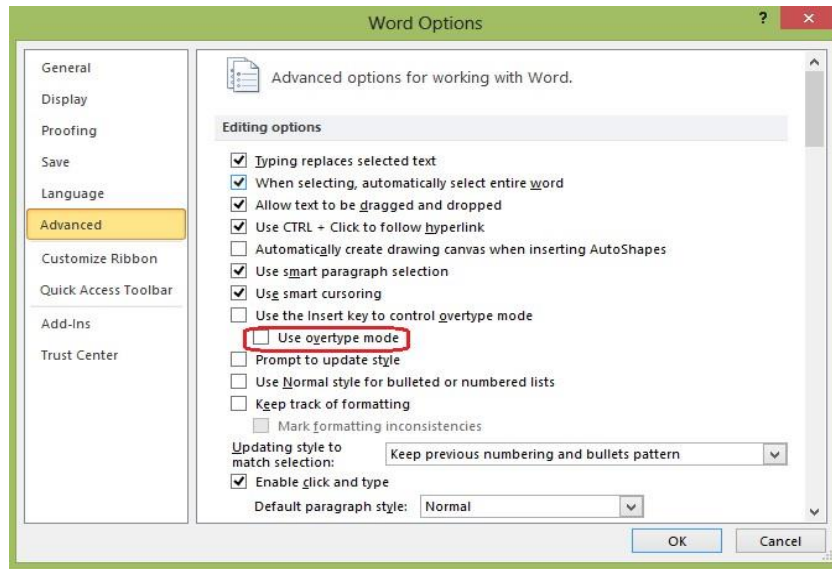 Word Options
?
General
Display
Proofing
Save
Language
Advanced
Customize Ribbon
Quick Access Toolbar
Add-Ins
Trust Center
Advanced options for working with Word.
Editing options
Typing replaces selected text
When selecting, automatically select entire word
Allow text to be dragged and dropped
Use CTRL + Click to follow hyperlink
Automatically create drawing canvas when inserting AutoShapes
Use smart paragraph selection
Use smart cursoring
Use the Insert key to control overtype mode
Use overtype mode
Prompt to update style
Use Normal style for bulleted or numbered lists
Keep track of formatting
Mark formatting inconsistencies
Updating style to
match selection:
Keep previous numbering and bullets pattern
Enable click and type
Default paragraph style: Normal
OK Cancel